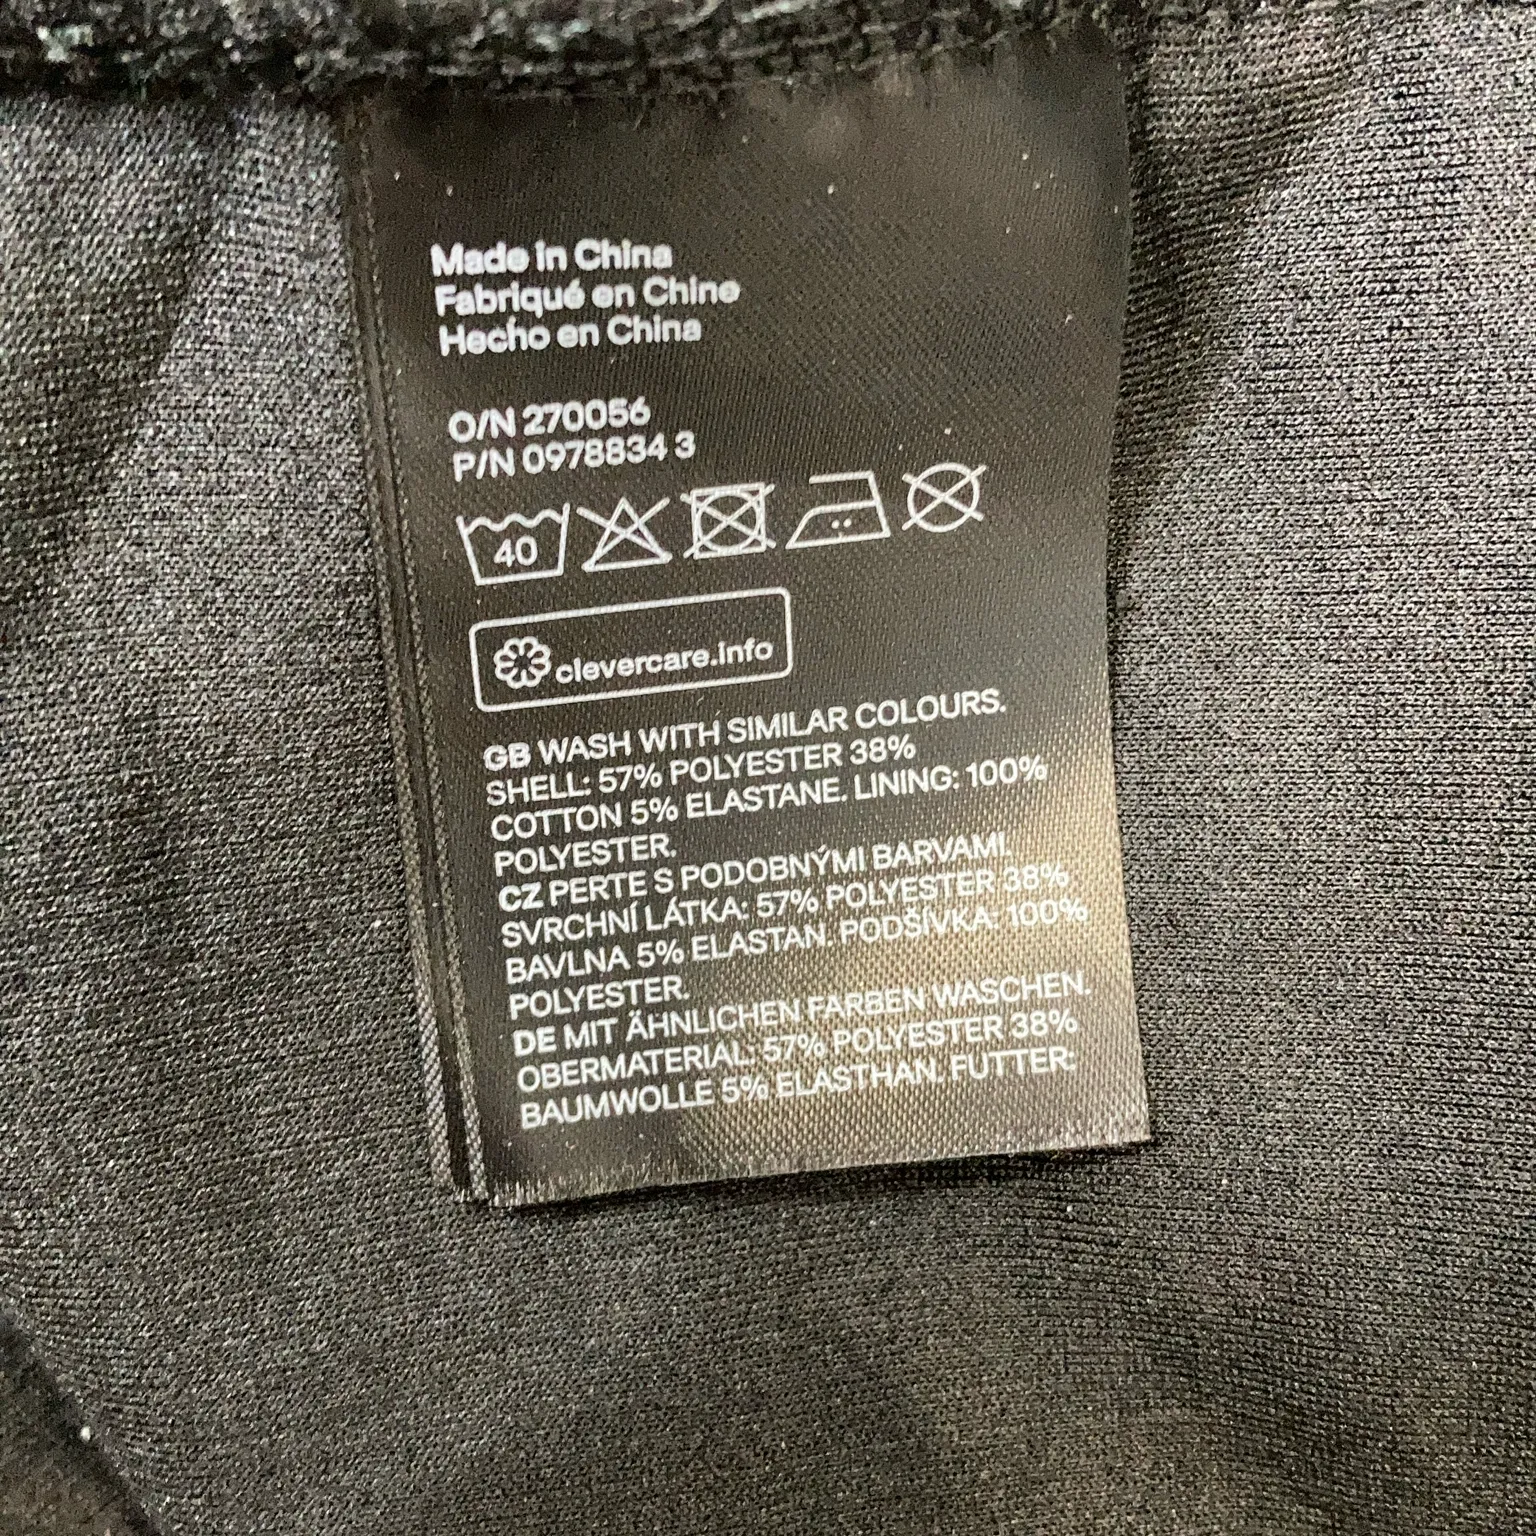 Made in China
Fabriqué en Chine
Hecho en China
O/N 270056
P/N 0978834 3
40
clevercare.info
GB WASH WITH SIMILAR COLOURS.
SHELL: 57% POLYESTER 38%
COTTON 5% ELASTANE. LINING: 100%
POLYESTER.
CZ PERTE S PODOBNÝMI BARVAMI.
SVRCHNÍ LÁTKA: 57% POLYESTER 38%
BAVLNA 5% ELASTAN. PODŠÍVKA: 100%
POLYESTER.
DE MIT ÄHNLICHEN FARBEN WASCHEN.
OBERMATERIAL: 57% POLYESTER 38%
BAUMWOLLE 5% ELASTHAN. FUTTER: